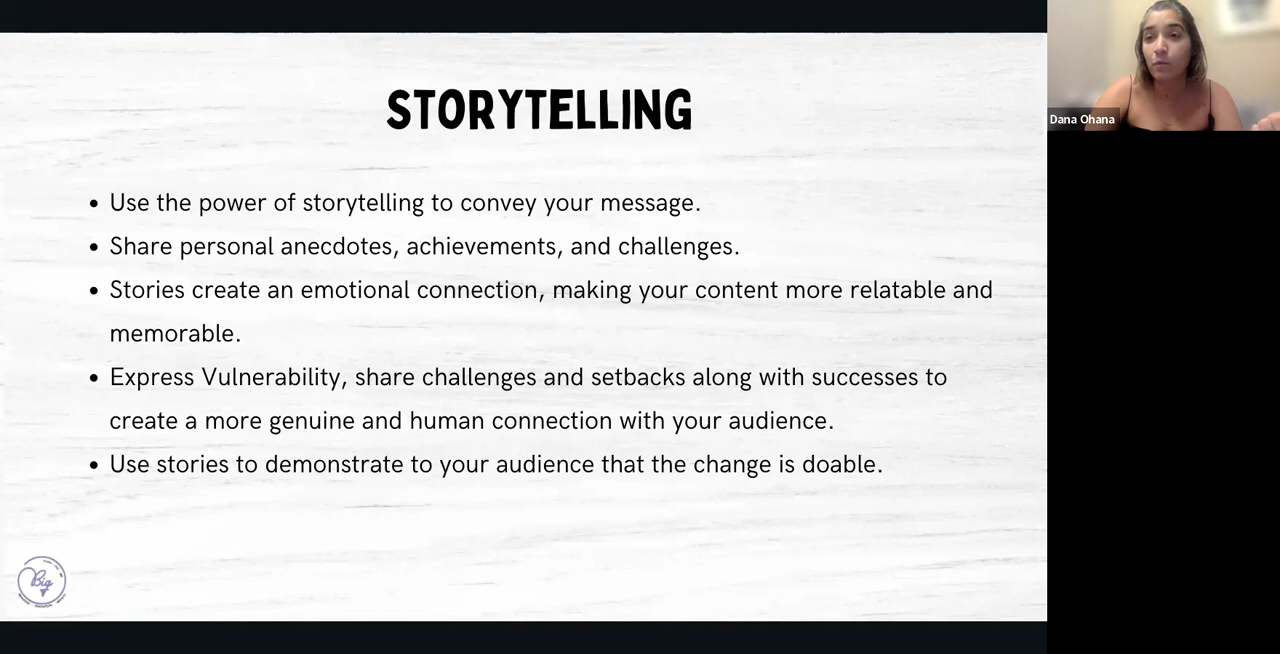 STORYTELLING
Use the power of storytelling to convey your message.
Share personal anecdotes, achievements, and challenges.
Stories create an emotional connection, making your content more relatable and
memorable.
Express Vulnerability, share challenges and setbacks along with successes to
create a more genuine and human connection with your audience.
Use stories to demonstrate to your audience that the change is doable.
Dana Ohana
Big